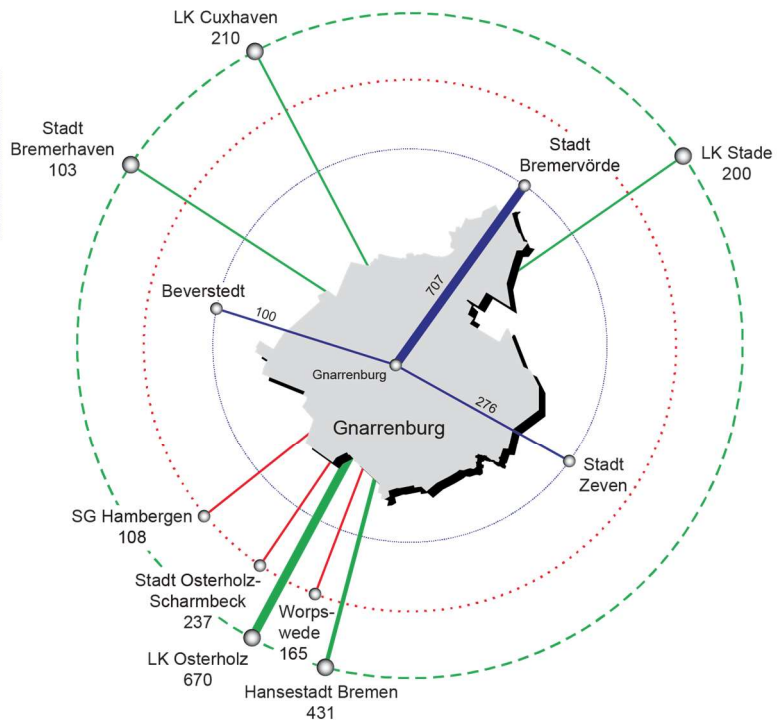 LK Cuxhaven
210
Stadt
Bremerhaven
103
Stadt
Bremervörde
LK Stade
200
Beverstedt
100
707
Gnarrenburg
276
Gnarrenburg
Stadt
Zeven
SG Hambergen
108
Stadt Osterholz-
Scharmbeck
237
Worps-
wede
165
LK Osterholz
670
Hansestadt Bremen
431